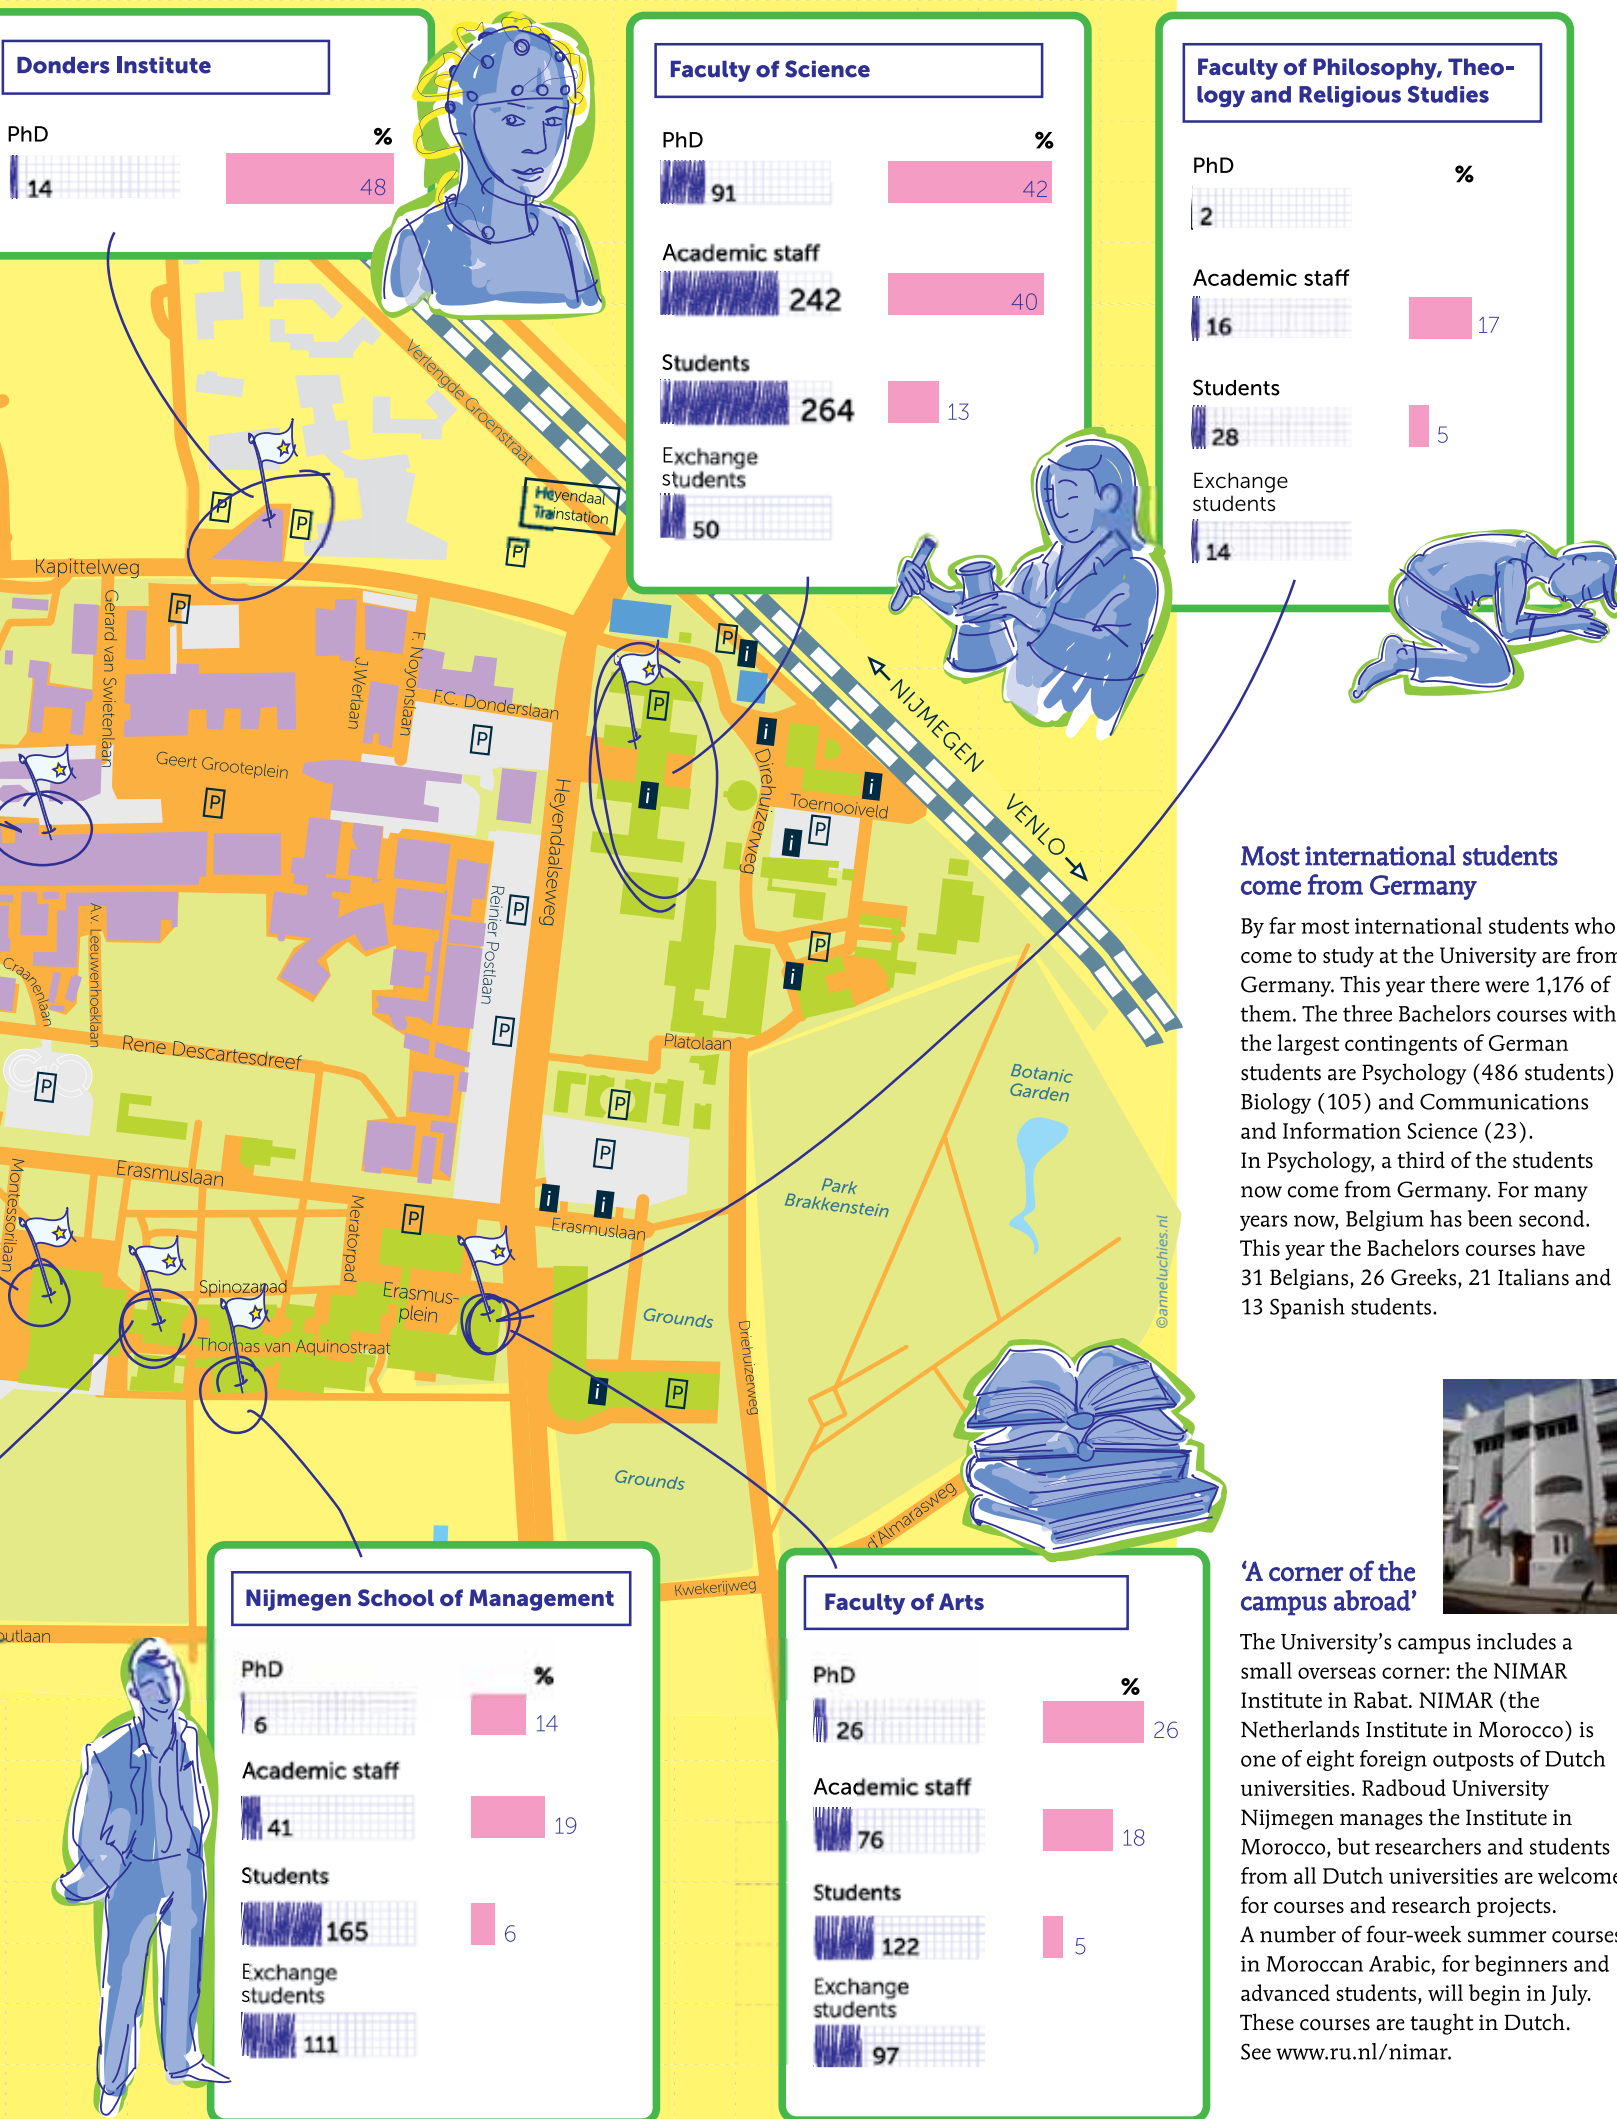 Donders Institute
PhD
%
14
48
Faculty of Science
PhD
%
91
42
Academic staff
242
40
Students
264
13
Exchange
students
50
Faculty of Philosophy, Theo-
logy and Religious Studies
PhD
%
2
Academic staff
16
17
Students
28
5
Exchange
students
14
Verlengde Groenstraat
Heyendaal
Trainstation
P
P
P
Kapittelweg
Gerard van Swietenlaan
P
J.Werlaan
F. Noyonslaan
F.C. Donderslaan
P
Geert Grooteplein
P
Heyendaalseweg
P
i
P
i
i
Driehuizerweg
i
Toernooiveld
P
i
NIJMEGEN
VENLO
Reinier Postlaan
P
P
A.v. Leeuwenhoeklaan
Craanenlaan
P
i
Rene Descartesdreef
P
Platolaan
P
P
Botanic
Garden
Park
Brakkenstein
Erasmuslaan
Montessorilaan
Meratorpad
P
i
i
Erasmuslaan
Spinozapad
Erasmus-
plein
Thomas van Aquinostraat
Grounds
Driehuizerweg
i
P
Grounds
d'Almarasweg
Kwekerijweg
outlaan
©anneluchies.nl
Most international students
come from Germany
By far most international students who
come to study at the University are from
Germany. This year there were 1,176 of
them. The three Bachelors courses with
the largest contingents of German
students are Psychology (486 students)
Biology (105) and Communications
and Information Science (23).
In Psychology, a third of the students
now come from Germany. For many
years now, Belgium has been second.
This year the Bachelors courses have
31 Belgians, 26 Greeks, 21 Italians and
13 Spanish students.
‘A corner of the
campus abroad’
The University’s campus includes a
small overseas corner: the NIMAR
Institute in Rabat. NIMAR (the
Netherlands Institute in Morocco) is
one of eight foreign outposts of Dutch
universities. Radboud University
Nijmegen manages the Institute in
Morocco, but researchers and students
from all Dutch universities are welcome
for courses and research projects.
A number of four-week summer courses
in Moroccan Arabic, for beginners and
advanced students, will begin in July.
These courses are taught in Dutch.
See www.ru.nl/nimar.
Nijmegen School of Management
PhD
%
6
14
Academic staff
41
19
Students
165
6
Exchange
students
111
Faculty of Arts
PhD
%
26
26
Academic staff
76
18
Students
122
5
Exchange
students
97